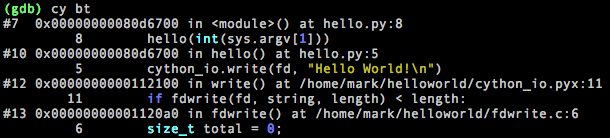 (gdb) cy bt
#7  0x00000000080d6700 in <module>() at hello.py:8
8        hello(int(sys.argv[1]))
#10 0x00000000080d6700 in hello() at hello.py:5
5        cython_io.write(fd, "Hello World!\n")
#12 0x0000000000112100 in write() at /home/mark/helloworld/cython_io.pyx:11
11        if fdwrite(fd, string, length) < length:
#13 0x00000000001120a0 in fdwrite() at /home/mark/helloworld/fdwrite.c:6
6        size_t total = 0;